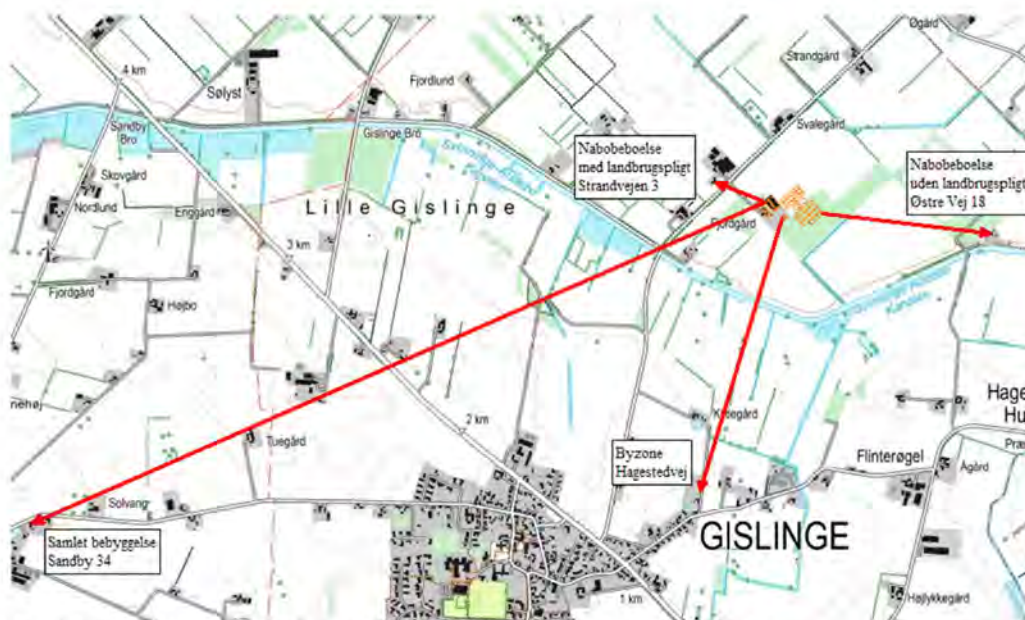 Øgård
Strandgård
4 km
Sølyst
Fjordlund
Svalegård
Sandby
Bro
Gislinge Bro
Nabobeboelse
med landbrugspligt
Strandvejen 3
Nabobeboelse
uden landbrugspligt
Østre Vej 18
Skovgård
Nordlund
Enggård
Lille Gislinge
Fjordgård
3 km
Fjordgård
Højbo
nehøj
2 km
Hage
Hu
Tuegård
Byzone
Hagestedvej
Flinterøgel
Præ
Ågård
Solvang
Samlet bebyggelse
Sandby 34
GISLINGE
1 km
Højlykkegård